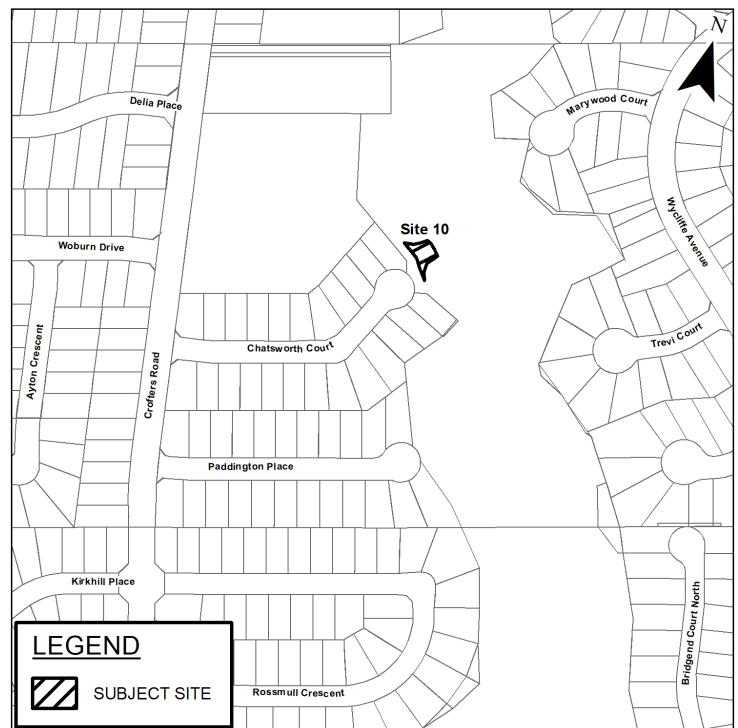 N
Delia Place
Marywood Court
Wycliffe Avenue
Site 10
Woburn Drive
Ayton Crescent
Crofters Road
Chatsworth Court
Trevi Court
Paddington Place
Kirkhill Place
Bridgend Court North
Rossmull Crescent
LEGEND
SUBJECT SITE